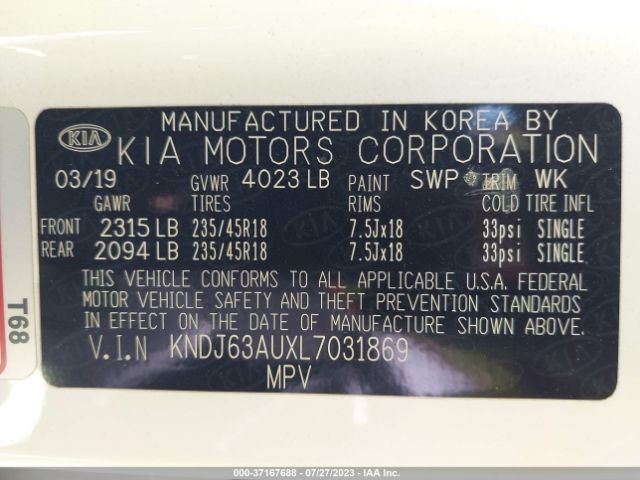 MANUFACTURED IN KOREA BY
KIA KIA MOTORS CORPORATION
03/19 GVWR 4023 LB PAINT SWP TRIM WK
GAWR TIRES RIMS COLD TIRE INFL
FRONT 2315 LB 235/45R18 7.5Jx18 33psi SINGLE
REAR 2094 LB 235/45R18 7.5Jx18 33psi SINGLE
THIS VEHICLE CONFORMS TO ALL APPLICABLE U.S.A. FEDERAL
MOTOR VEHICLE SAFETY AND THEFT PREVENTION STANDARDS
IN EFFECT ON THE DATE OF MANUFACTURE SHOWN ABOVE.
V.I.N KNDJ63AUXL7031869
MPV
T68
000-37167688 - 07/27/2023 - IAA Inc.